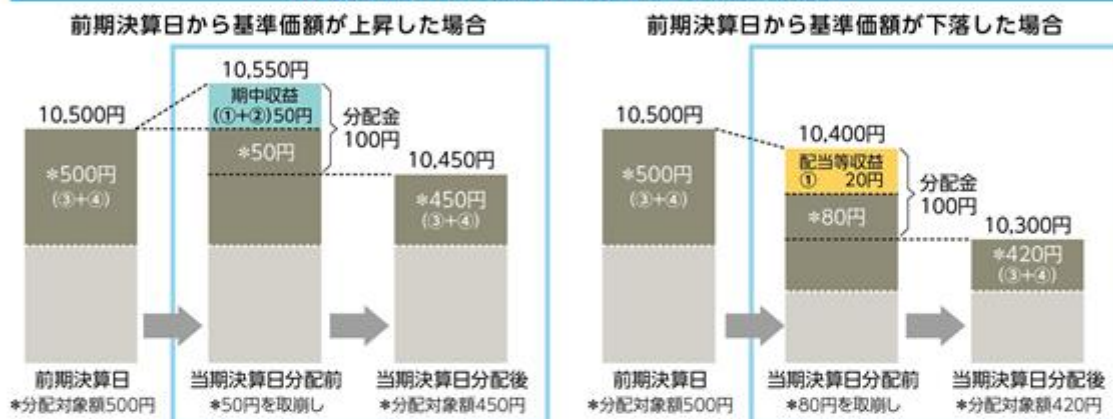 前期決算日から基準価額が上昇した場合
10,500円
*500円
(③+④)
10,550円
期中収益
(①+②)50円
*50円
分配金
100円
10,450円
*450円
(③+④)
前期決算日
*分配対象額500円
当期決算日分配前
*50円を取崩し
当期決算日分配後
*分配対象額450円
前期決算日から基準価額が下落した場合
10,500円
*500円
(③+④)
10,400円
配当等収益
① 20円
*80円
分配金
100円
10,300円
*420円
(③+④)
前期決算日
*分配対象額500円
当期決算日分配前
*80円を取崩し
当期決算日分配後
*分配対象額420円